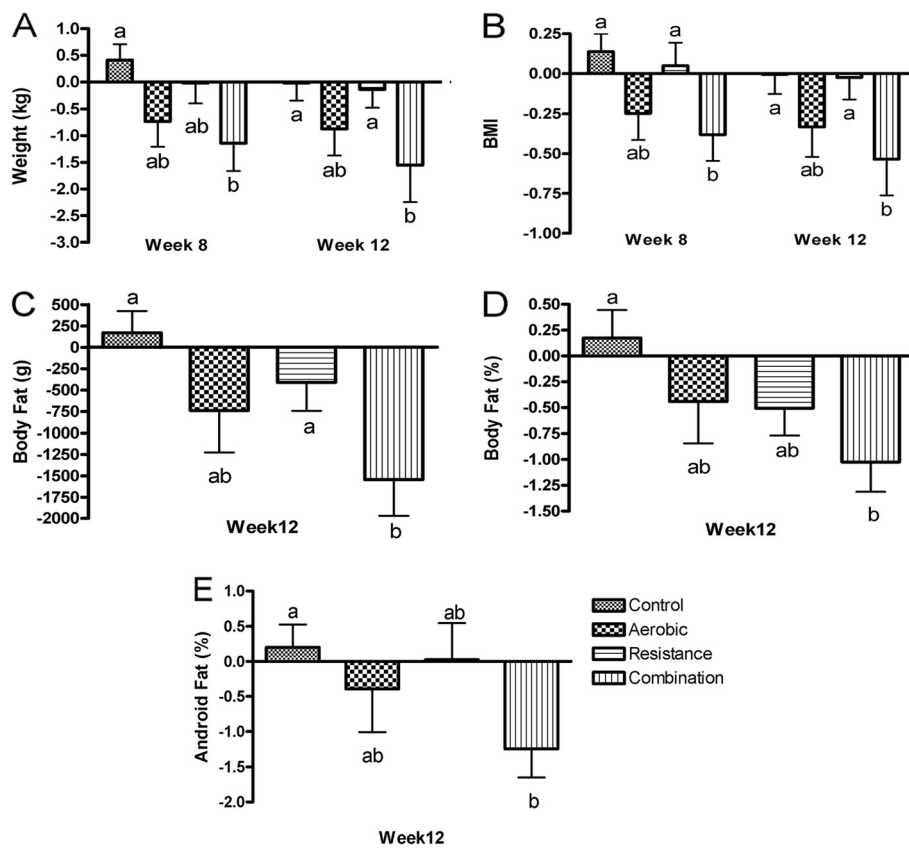 A
Weight (kg)
1.0
0.5
0.0
-0.5
-1.0
-1.5
-2.0
-2.5
-3.0
a
ab
ab
b
a
ab
a
b
Week 8
Week 12
B
BMI
0.25
0.00
-0.25
-0.50
-0.75
-1.00
a
ab
a
b
a
ab
a
b
Week 8
Week 12
C
Body Fat (g)
500
250
0
-250
-500
-750
-1000
-1250
-1500
-1750
-2000
a
ab
a
b
Week12
D
Body Fat (%)
0.50
0.25
0.00
-0.25
-0.50
-0.75
-1.00
-1.25
-1.50
a
ab
ab
b
Week12
E
Android Fat (%)
1.0
0.5
0.0
-0.5
-1.0
-1.5
-2.0
a
ab
ab
b
Week12
Control
Aerobic
Resistance
Combination